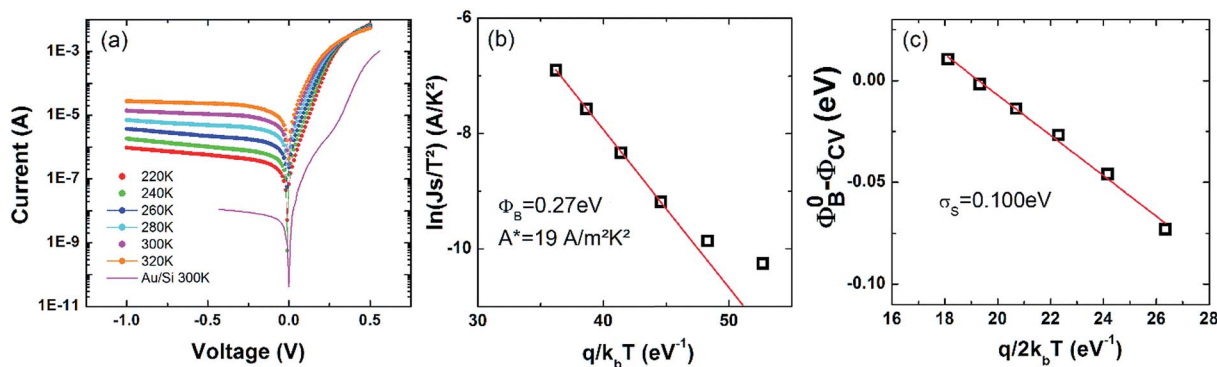 (a)
Current (A)
1E-3
1E-5
1E-7
1E-9
1E-11
220K
240K
260K
280K
300K
320K
Au/Si 300K
-1.0
-0.5
0.0
0.5
Voltage (V)
(b)
ln(Js/T²) (A/K²)
-6
-8
-10
Φ_B=0.27eV
A*=19 A/m²K²
30
40
50
q/k_bT (eV⁻¹)
(c)
Φ_B^0-Φ_CV (eV)
0.00
-0.05
-0.10
σ_S=0.100eV
16
18
20
22
24
26
28
q/2k_bT (eV⁻¹)